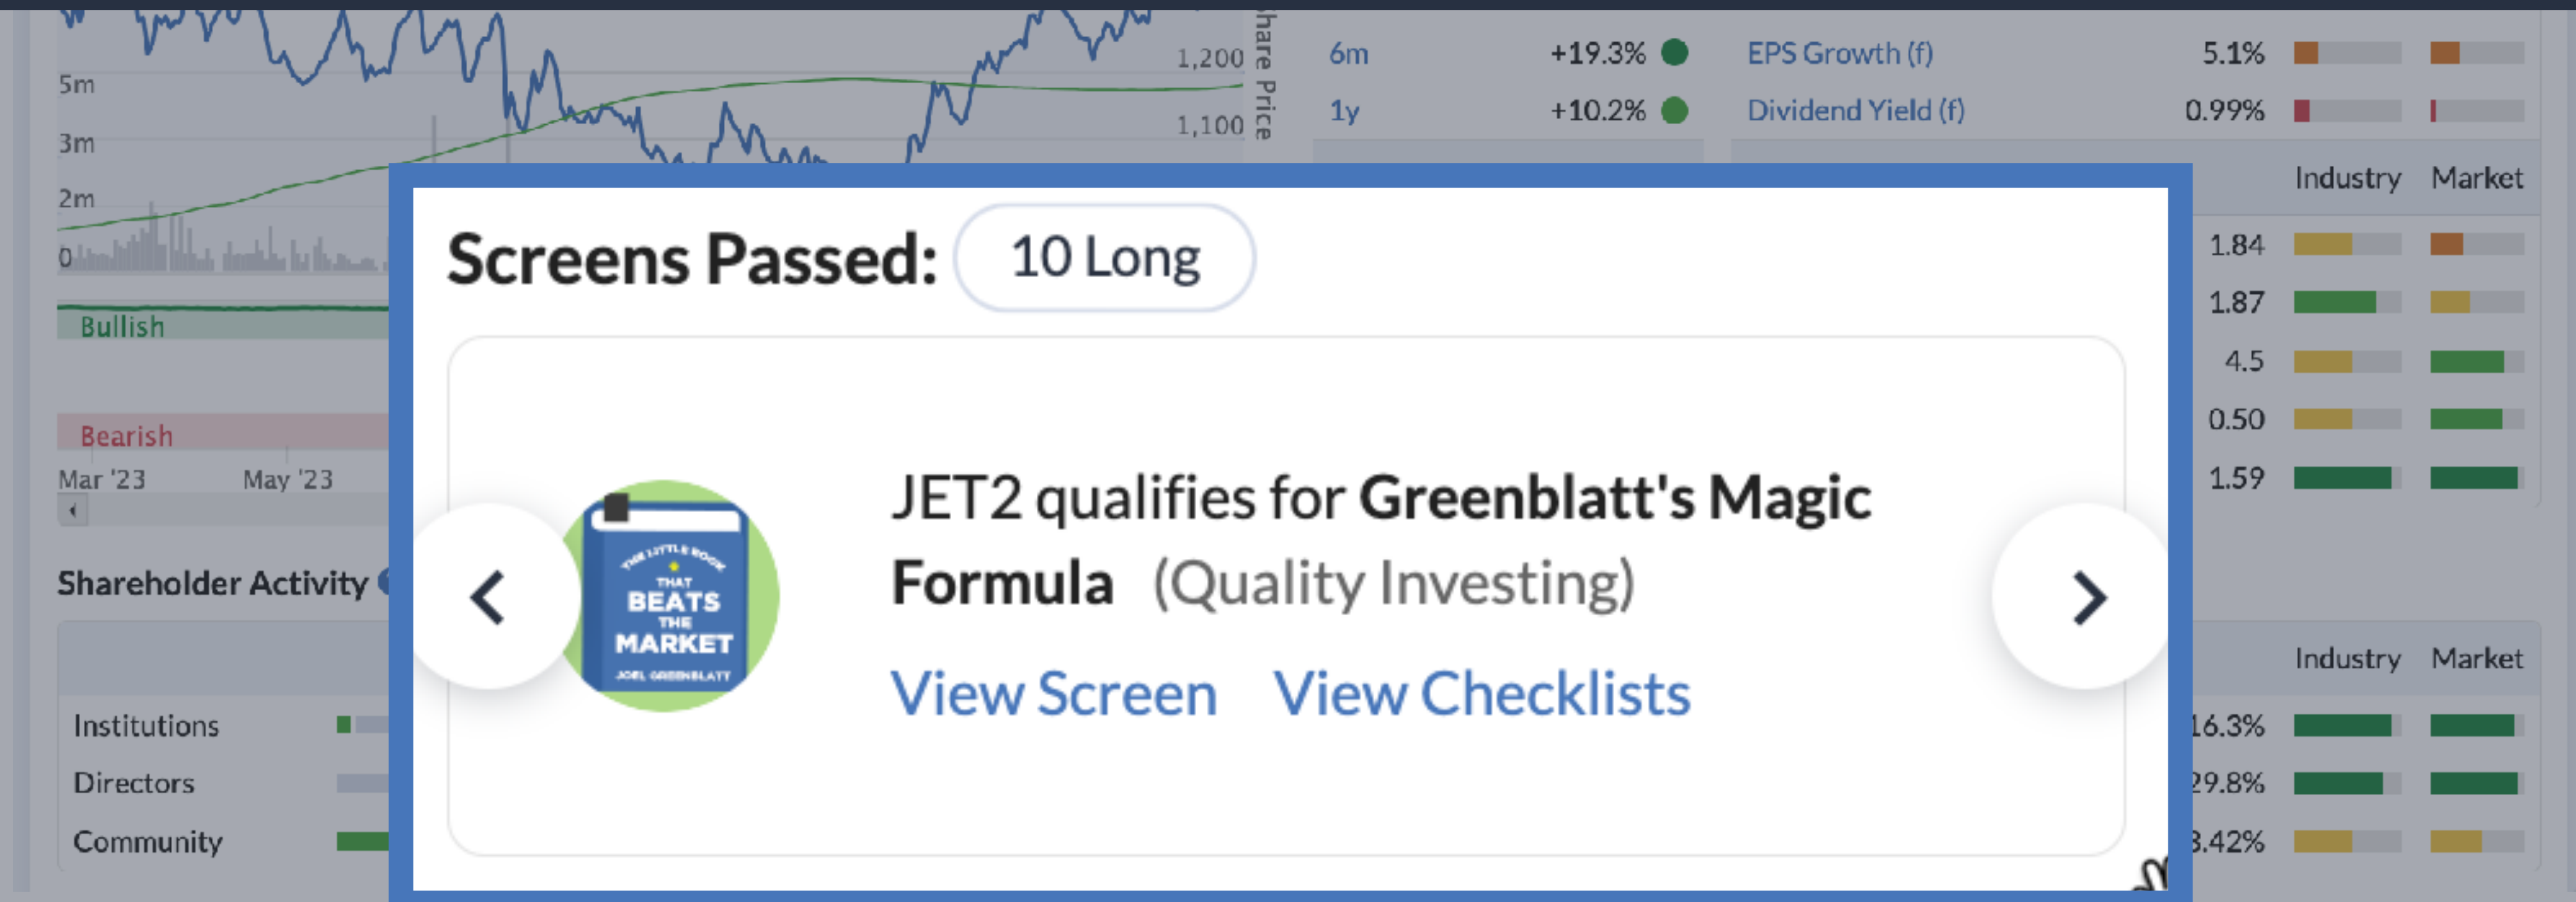 5m
3m
2m
0
1,200
1,100
Share Price
Bullish
Bearish
Mar '23
May '23
6m +19.3%
1y +10.2%
EPS Growth (f) 5.1%
Dividend Yield (f) 0.99%
Industry Market
1.84
1.87
4.5
0.50
1.59
Screens Passed: 10 Long
THE LITTLE BOOK
THAT
BEATS
THE
MARKET
JOEL GREENBLATT
JET2 qualifies for Greenblatt's Magic
Formula (Quality Investing)
View Screen View Checklists
Shareholder Activity
Institutions
Directors
Community
Industry Market
16.3%
29.8%
3.42%